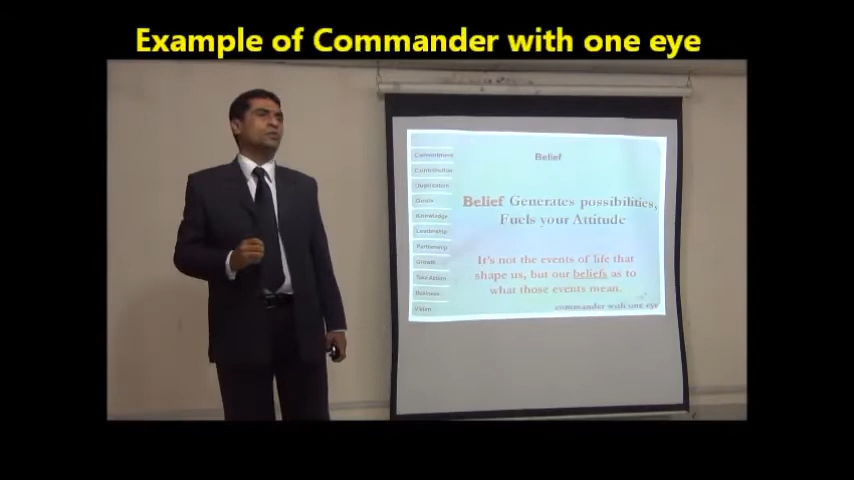 Example of Commander with one eye
Belief
Commitment
Contribution
Duplication
Goals
Knowledge
Leadership
Partnership
Growth
Take Action
Business
Vision
Belief Generates possibilities,
Fuels your Attitude
It's not the events of life that
shape us, but our beliefs as to
what those events mean.
commander with one eye